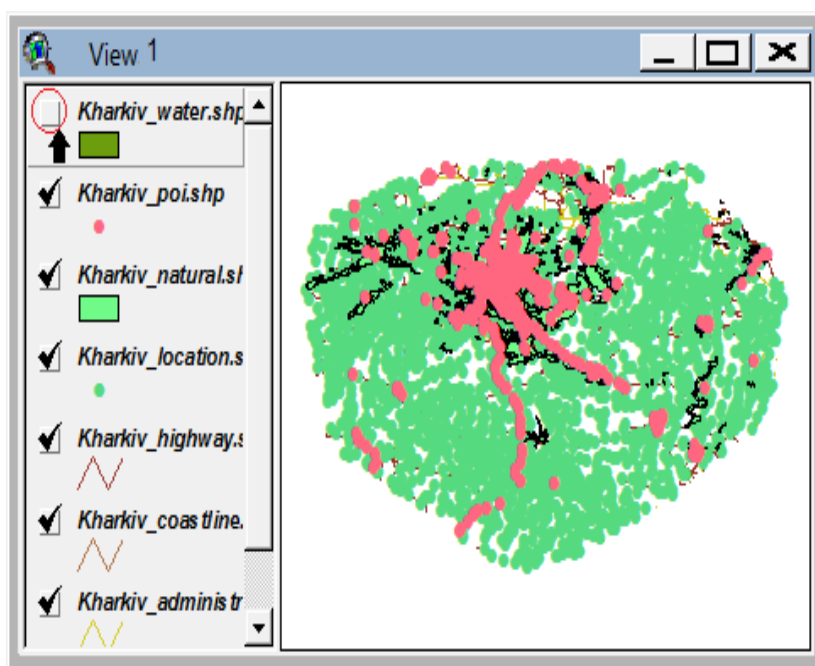 View 1
Kharkiv_water.shp
Kharkiv_poi.shp
Kharkiv_natural.sh
Kharkiv_location.s
Kharkiv_highway.s
Kharkiv_coastline.
Kharkiv_administr